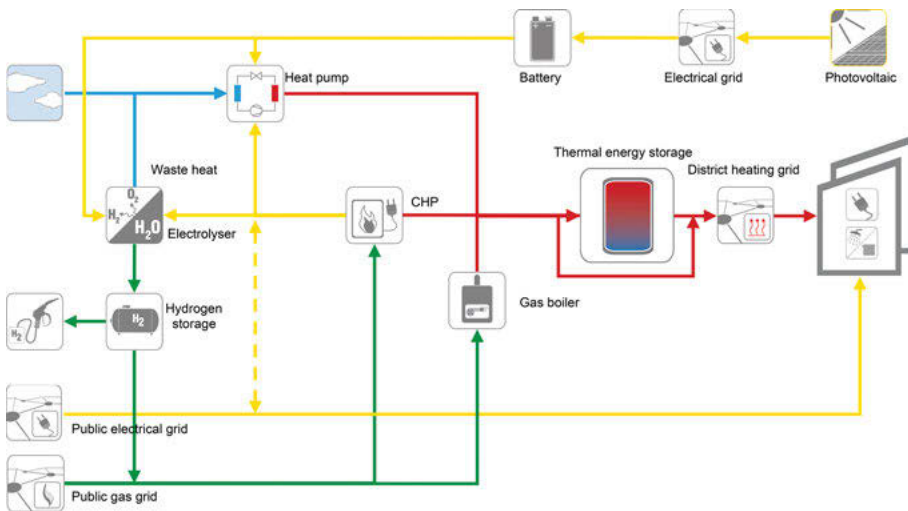 Heat pump
Battery
Electrical grid
Photovoltaic
Waste heat
O₂
H₂
H₂O
Electrolyser
CHP
Thermal energy storage
District heating grid
Hydrogen
storage
H₂
H₂
Gas boiler
Public electrical grid
Public gas grid